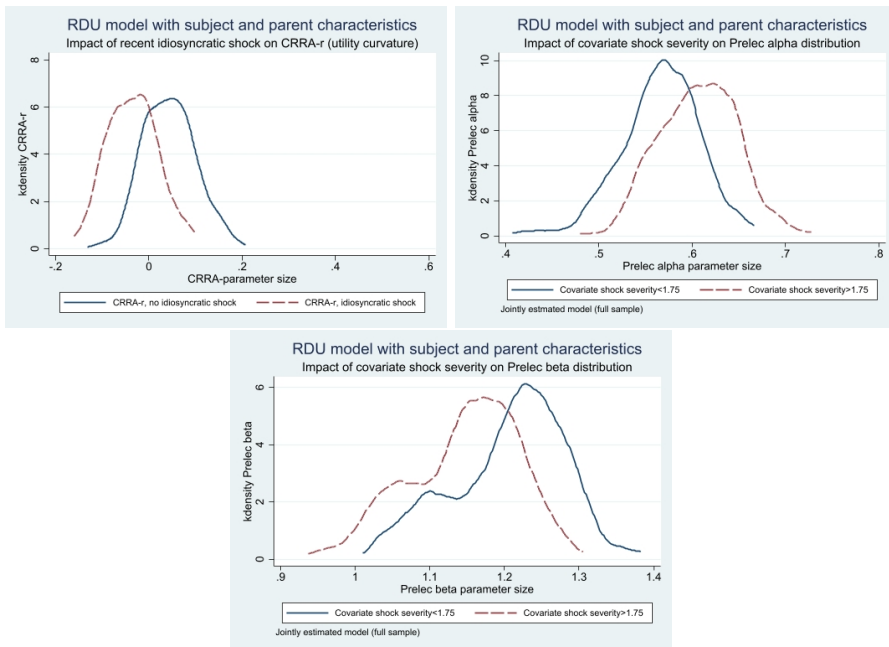 RDU model with subject and parent characteristics
Impact of recent idiosyncratic shock on CRRA-r (utility curvature)
kdensity CRRA-r
8
6
4
2
0
-.2 0 .2 .4 .6
CRRA-parameter size
CRRA-r, no idiosyncratic shock CRRA-r, idiosyncratic shock
RDU model with subject and parent characteristics
Impact of covariate shock severity on Prelec alpha distribution
kdensity Prelec alpha
10
8
6
4
2
0
.4 .5 .6 .7 .8
Prelec alpha parameter size
Covariate shock severity<1.75 Covariate shock severity>1.75
Jointly estmated model (full sample)
RDU model with subject and parent characteristics
Impact of covariate shock severity on Prelec beta distribution
kdensity Prelec beta
6
4
2
0
.9 1 1.1 1.2 1.3 1.4
Prelec beta parameter size
Covariate shock severity<1.75 Covariate shock severity>1.75
Jointly estimated model (full sample)